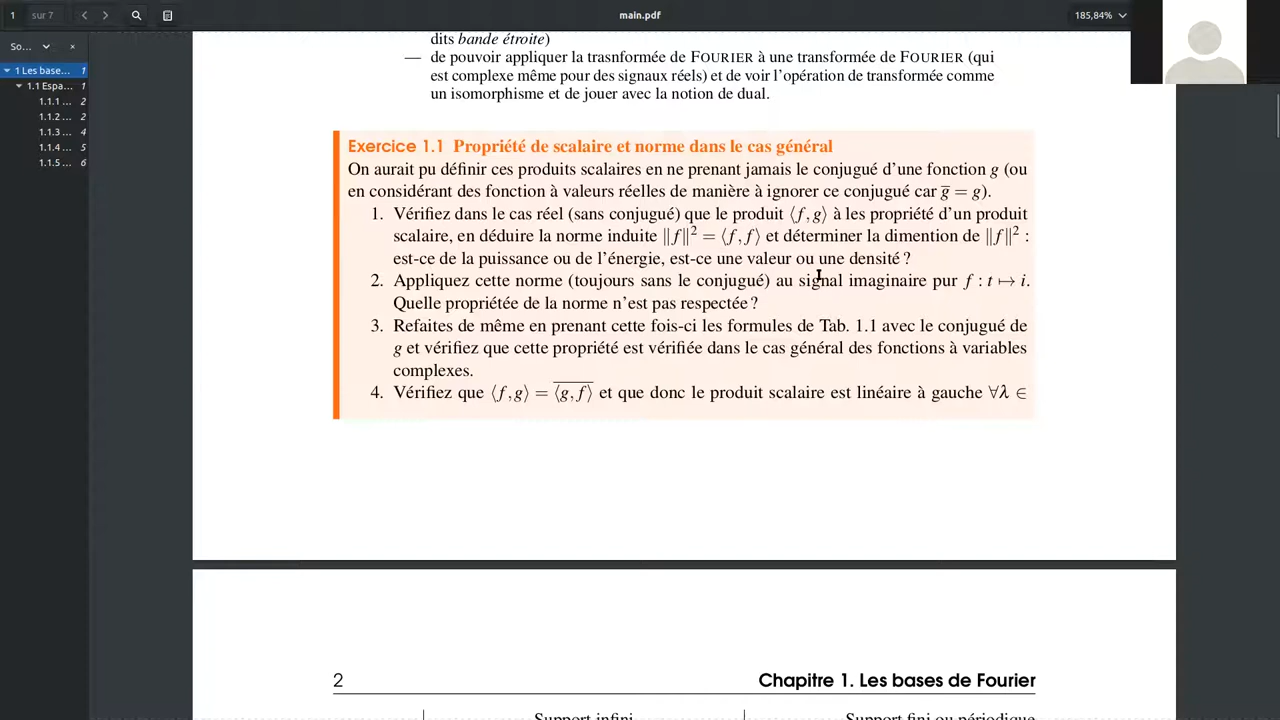 1 sur 7 main.pdf 185,84%
So...
1 Les base... 1
1.1 Espa... 1
1.1.1 ... 2
1.1.2 ... 2
1.1.3 ... 4
1.1.4 ... 5
1.1.5 ... 6
dits bande étroite)
— de pouvoir appliquer la trasnformée de FOURIER à une transformée de FOURIER (qui
est complexe même pour des signaux réels) et de voir l'opération de transformée comme
un isomorphisme et de jouer avec la notion de dual.
Exercice 1.1 Propriété de scalaire et norme dans le cas général
On aurait pu définir ces produits scalaires en ne prenant jamais le conjugué d'une fonction g (ou
en considérant des fonction à valeurs réelles de manière à ignorer ce conjugué car g̅ = g).
1. Vérifiez dans le cas réel (sans conjugué) que le produit ⟨f,g⟩ à les propriété d'un produit
scalaire, en déduire la norme induite ‖f‖² = ⟨f,f⟩ et déterminer la dimention de ‖f‖² :
est-ce de la puissance ou de l'énergie, est-ce une valeur ou une densité ?
2. Appliquez cette norme (toujours sans le conjugué) au signal imaginaire pur f : t ↦ i.
Quelle propriétée de la norme n'est pas respectée ?
3. Refaites de même en prenant cette fois-ci les formules de Tab. 1.1 avec le conjugué de
g et vérifiez que cette propriété est vérifiée dans le cas général des fonctions à variables
complexes.
4. Vérifiez que ⟨f,g⟩ = \overline{⟨g,f⟩} et que donc le produit scalaire est linéaire à gauche ∀λ ∈
2 Chapitre 1. Les bases de Fourier
Support infini Support fini ou périodique